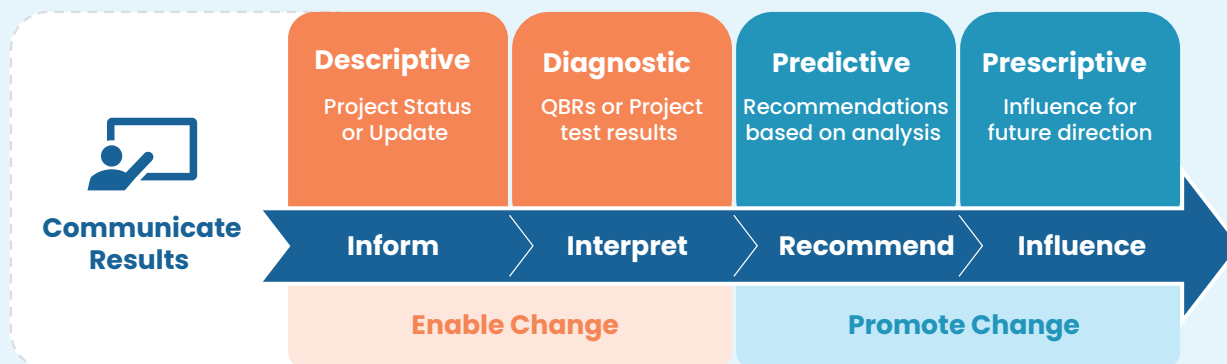 Communicate
Results
Descriptive
Project Status
or Update
Diagnostic
QBRs or Project
test results
Predictive
Recommendations
based on analysis
Prescriptive
Influence for
future direction
Inform
Interpret
Recommend
Influence
Enable Change
Promote Change